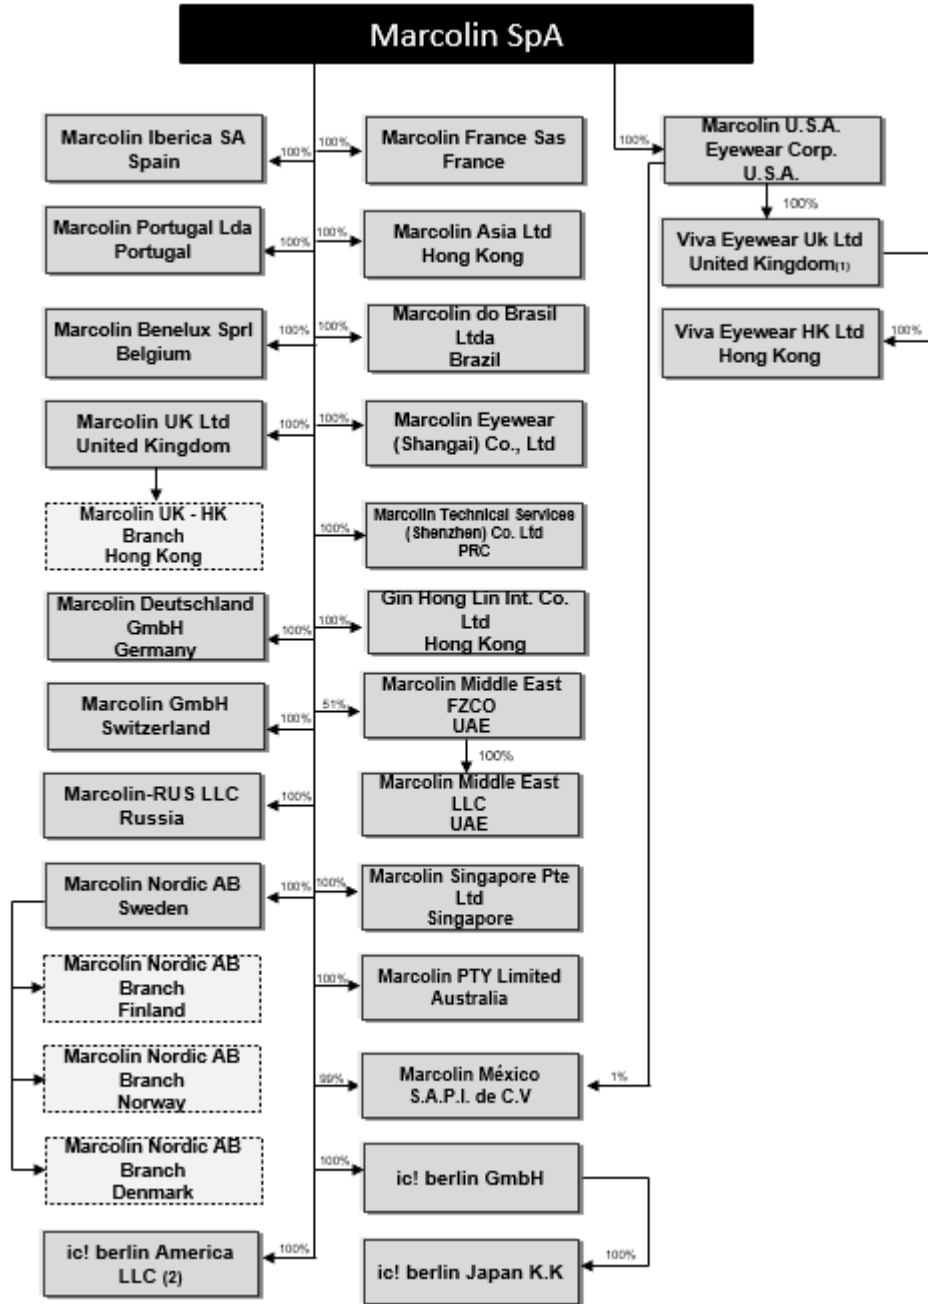 Marcolin SpA
Marcolin Iberica SA
Spain
100%
100%
Marcolin France Sas
France
100%
Marcolin U.S.A.
Eyewear Corp.
U.S.A.
100%
Marcolin Portugal Lda
Portugal
100%
100%
Marcolin Asia Ltd
Hong Kong
Viva Eyewear Uk Ltd
United Kingdom(1)
Marcolin Benelux Sprl
Belgium
100%
100%
Marcolin do Brasil
Ltda
Brazil
Viva Eyewear HK Ltd
Hong Kong
100%
Marcolin UK Ltd
United Kingdom
100%
100%
Marcolin Eyewear
(Shangai) Co., Ltd
Marcolin UK - HK
Branch
Hong Kong
100%
Marcolin Technical Services
(Shenzhen) Co. Ltd
PRC
Marcolin Deutschland
GmbH
Germany
100%
100%
Gin Hong Lin Int. Co.
Ltd
Hong Kong
Marcolin GmbH
Switzerland
100%
51%
Marcolin Middle East
FZCO
UAE
100%
Marcolin-RUS LLC
Russia
100%
Marcolin Middle East
LLC
UAE
Marcolin Nordic AB
Sweden
100%
100%
Marcolin Singapore Pte
Ltd
Singapore
Marcolin Nordic AB
Branch
Finland
100%
Marcolin PTY Limited
Australia
Marcolin Nordic AB
Branch
Norway
99%
Marcolin México
S.A.P.I. de C.V
1%
Marcolin Nordic AB
Branch
Denmark
100%
ic! berlin GmbH
ic! berlin America
LLC (2)
100%
ic! berlin Japan K.K
100%